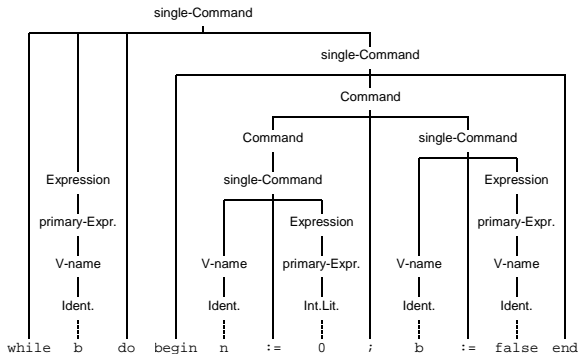 single-Command
single-Command
Command
Command single-Command
Expression single-Command Expression
primary-Expr. Expression primary-Expr.
V-name V-name primary-Expr. V-name V-name
Ident. Ident. Int.Lit. Ident. Ident.
while b do begin n := 0 ; b := false end